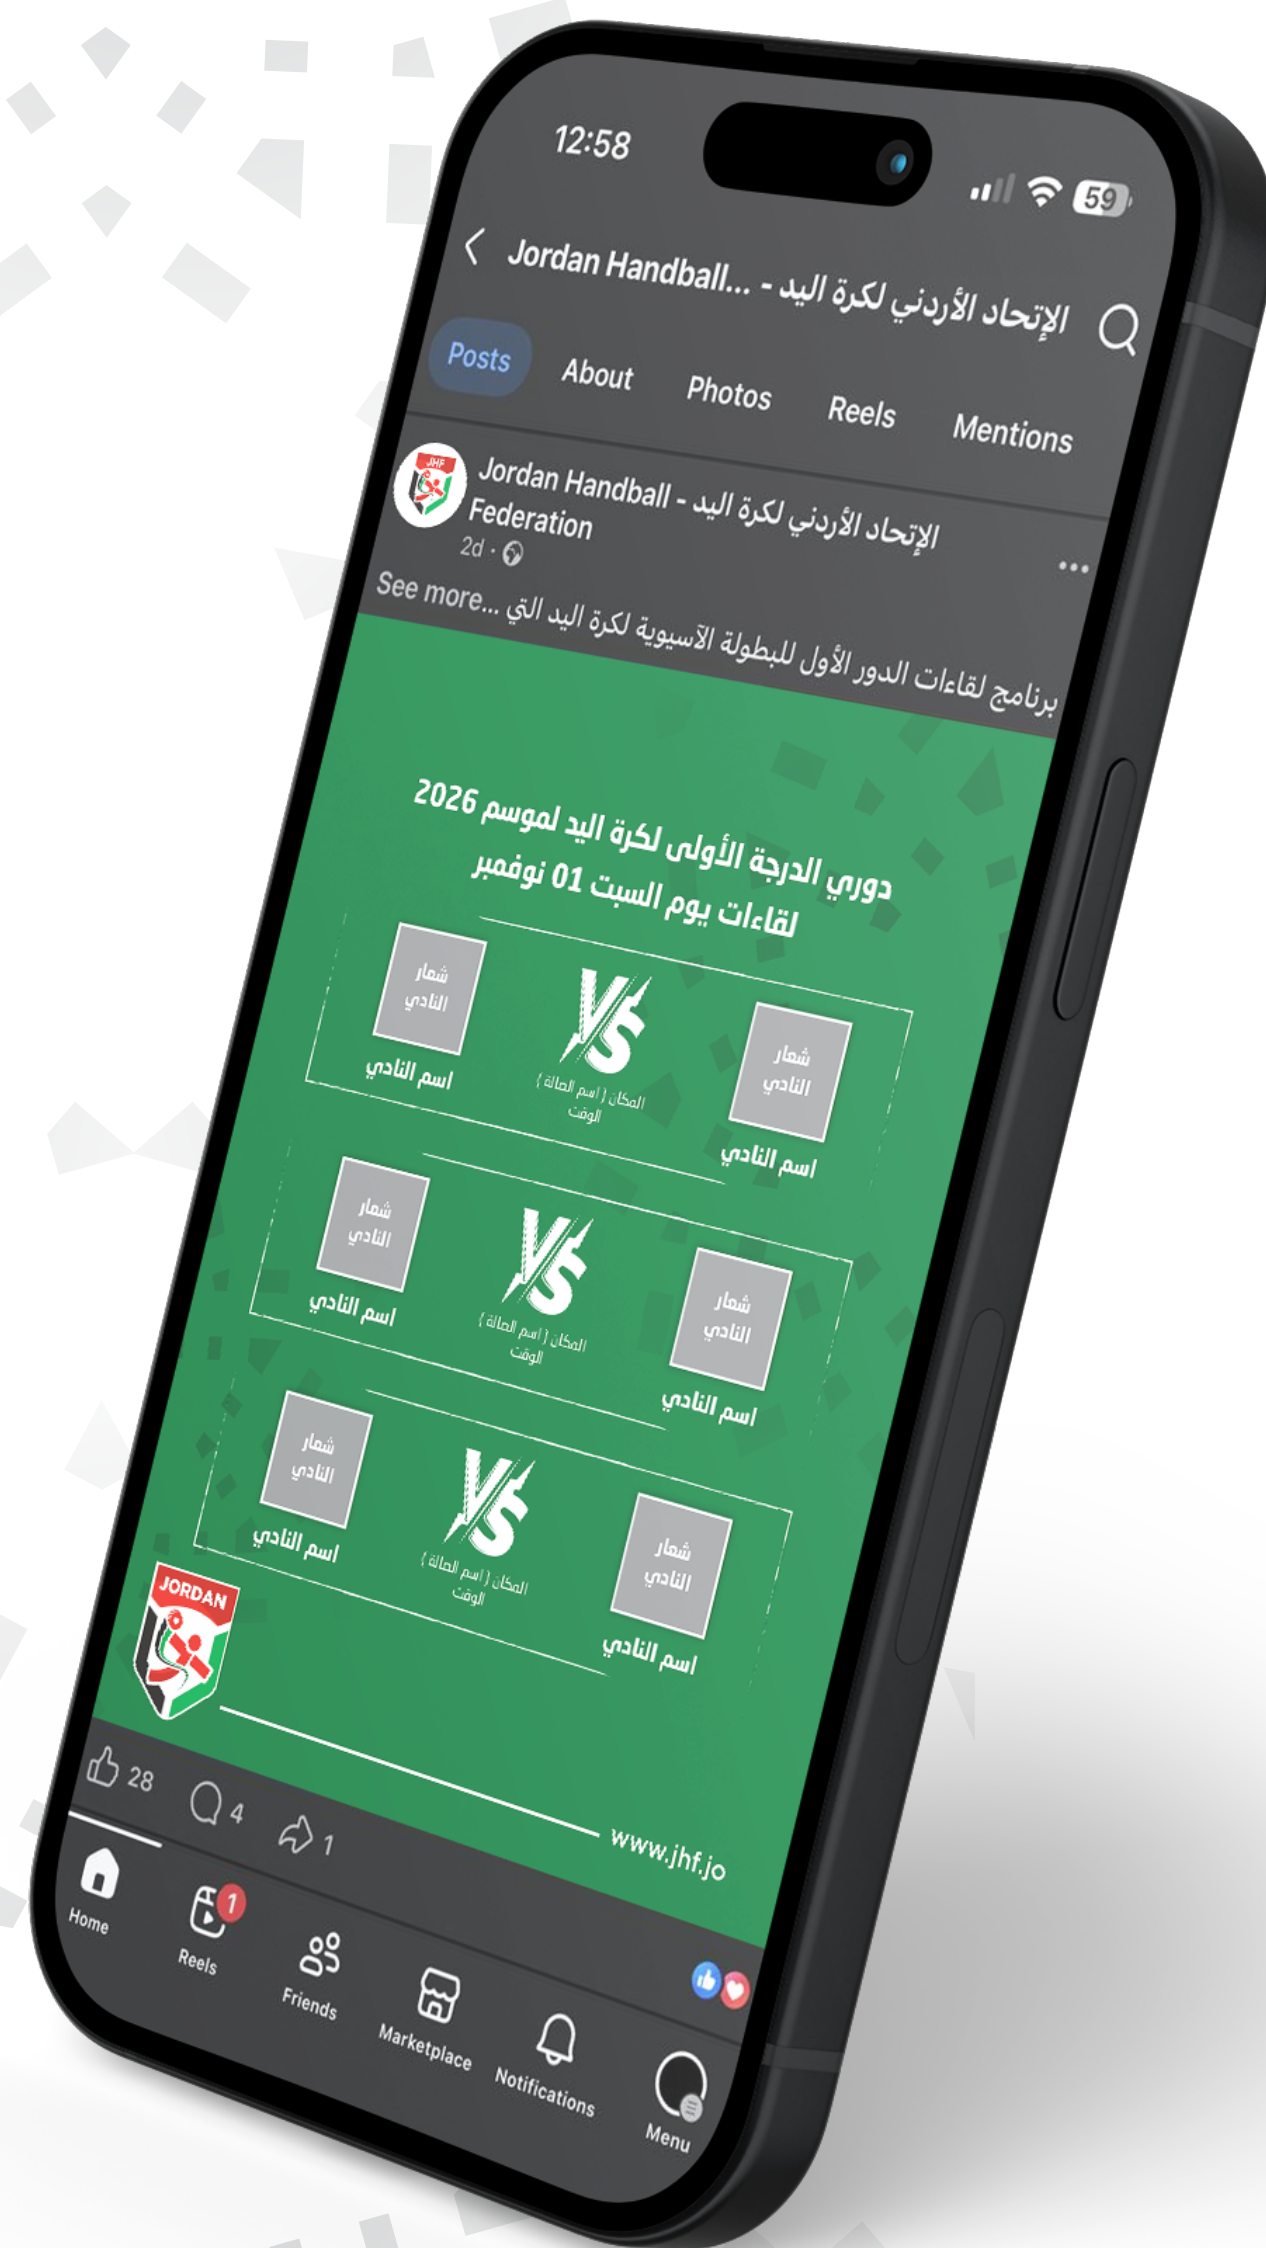 12:58
59
الإتحاد الأردني لكرة اليد - Jordan Handball...
Posts About Photos Reels Mentions
JHF
الإتحاد الأردني لكرة اليد - Jordan Handball
Federation
2d
برنامج لقاءات الدور الأول للبطولة الآسيوية لكرة اليد التي ...See more
دوري الدرجة الأولى لكرة اليد لموسم 2026
لقاءات يوم السبت 01 نوفمبر
شعار
النادي
اسم النادي
VS
المكان ( اسم الصالة )
الوقت
شعار
النادي
اسم النادي
شعار
النادي
اسم النادي
VS
المكان ( اسم الصالة )
الوقت
شعار
النادي
اسم النادي
شعار
النادي
اسم النادي
VS
المكان ( اسم الصالة )
الوقت
شعار
النادي
اسم النادي
JORDAN
www.jhf.jo
28 4 1
1
Home Reels Friends Marketplace Notifications Menu